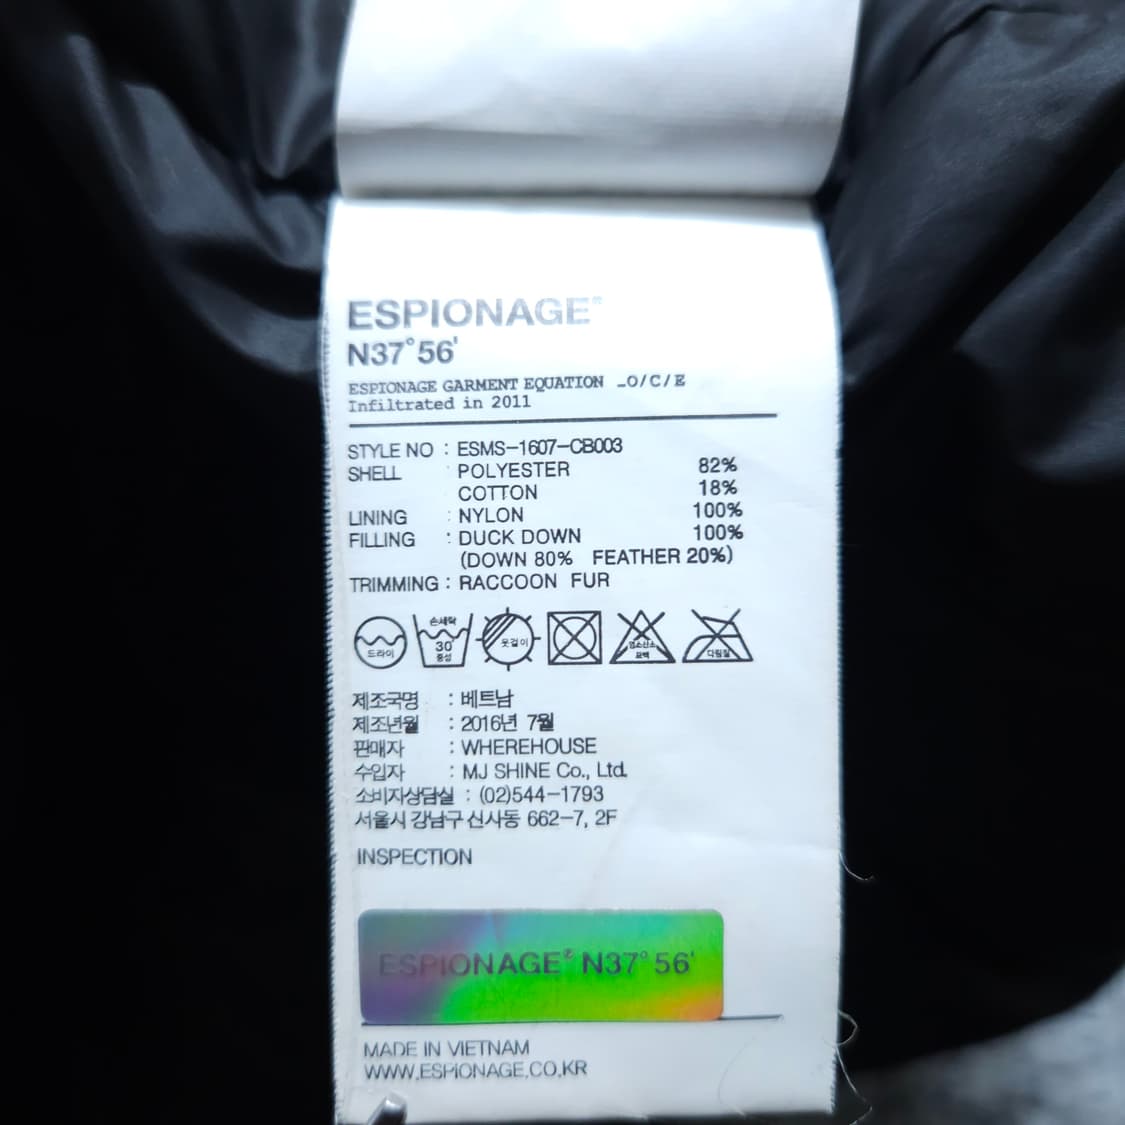 ESPIONAGE®
N37°56'
ESPIONAGE GARMENT EQUATION _O/C/E
Infiltrated in 2011
STYLE NO : ESMS-1607-CB003
SHELL : POLYESTER 82%
COTTON 18%
LINING : NYLON 100%
FILLING : DUCK DOWN 100%
(DOWN 80% FEATHER 20%)
TRIMMING : RACCOON FUR
드라이 손세탁 30° 중성 옷걸이 염소산소 표백 다림질
제조국명 : 베트남
제조년월 : 2016년 7월
판매자 : WHEREHOUSE
수입자 : MJ SHINE Co., Ltd.
소비자상담실 : (02)544-1793
서울시 강남구 신사동 662-7, 2F
INSPECTION
ESPIONAGE® N37°56'
MADE IN VIETNAM
WWW.ESPIONAGE.CO.KR